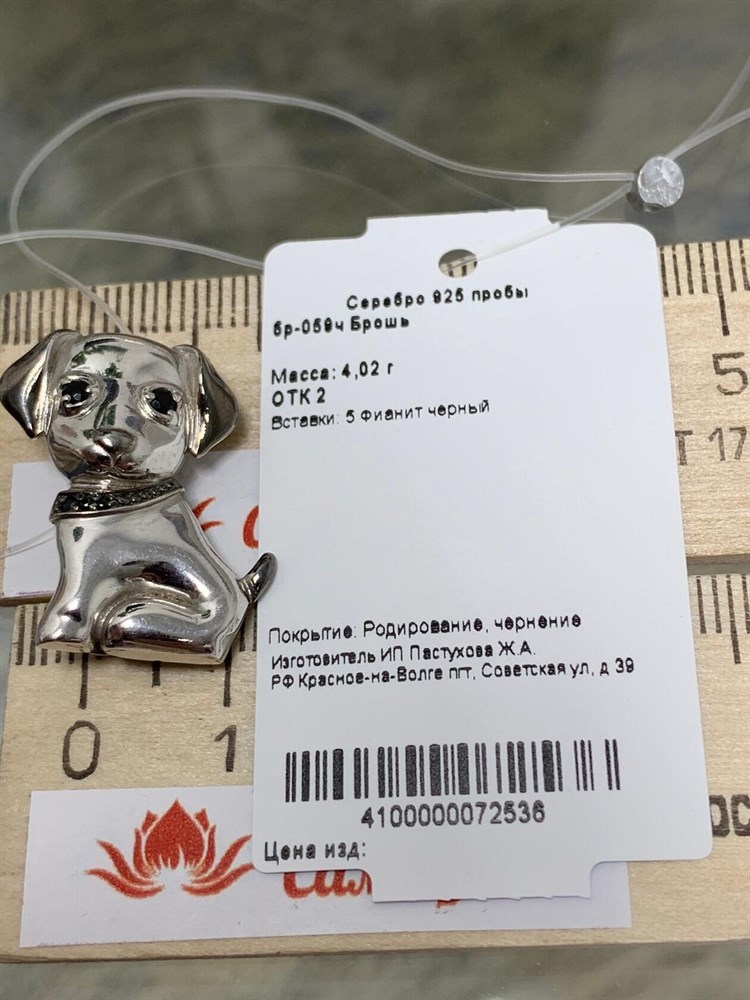 Серебро 925 пробы
бр-059ч Брошь
Масса: 4,02 г
ОТК 2
Вставки: 5 Фианит черный
5
17
Покрытие: Родирование, чернение
Изготовитель ИП Пастухова Ж.А.
РФ Красное-на-Волге пгт, Советская ул, д 39
0
1
4100000072536
Цена изд: